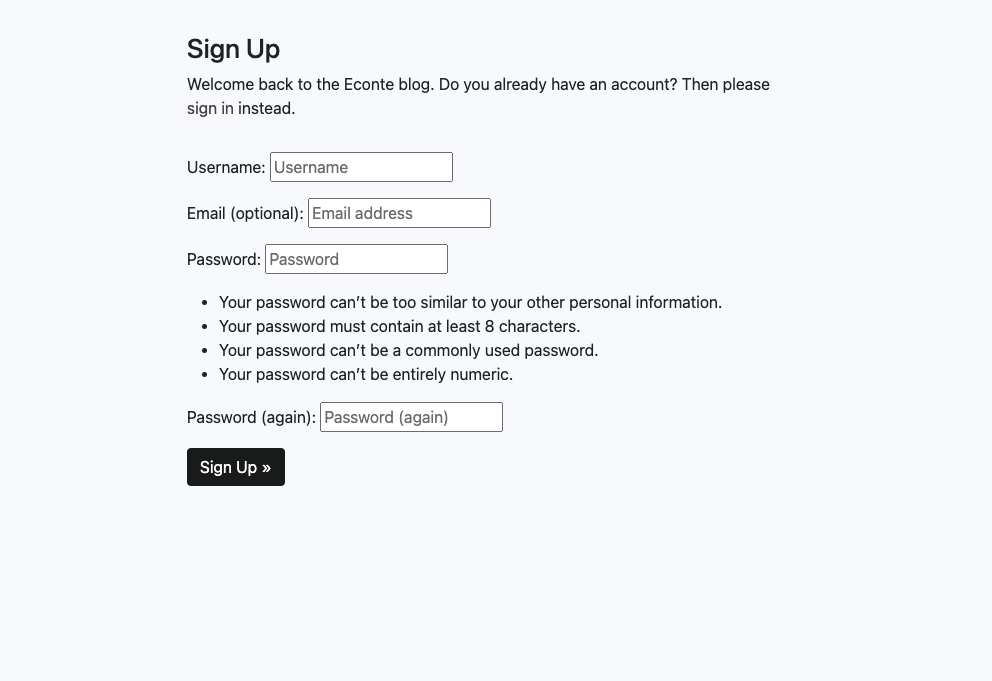 Sign Up
Welcome back to the Econte blog. Do you already have an account? Then please
sign in instead.
Username: Username
Email (optional): Email address
Password: Password
• Your password can’t be too similar to your other personal information.
• Your password must contain at least 8 characters.
• Your password can’t be a commonly used password.
• Your password can’t be entirely numeric.
Password (again): Password (again)
Sign Up »